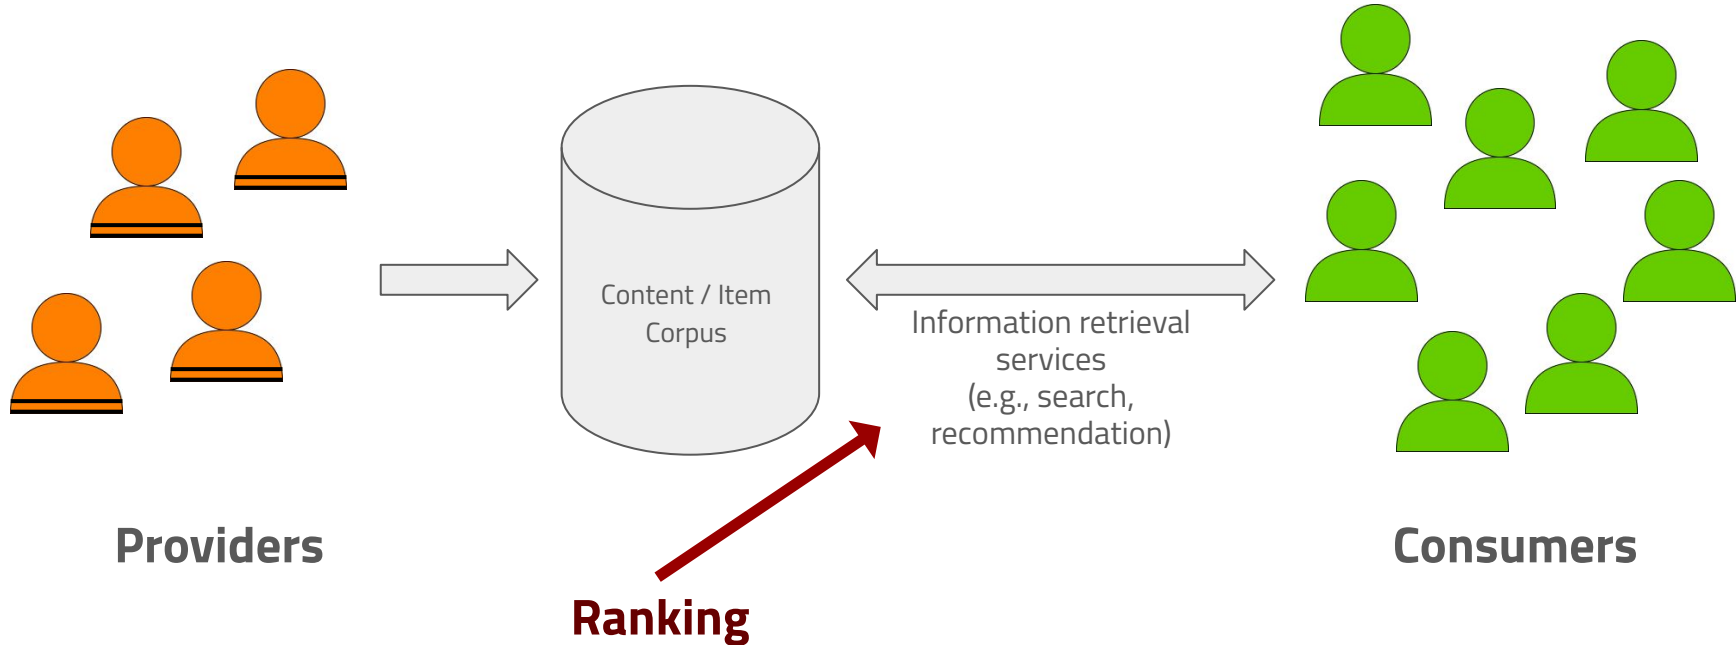 Content / Item
Corpus
Information retrieval
services
(e.g., search,
recommendation)
Providers
Consumers
Ranking